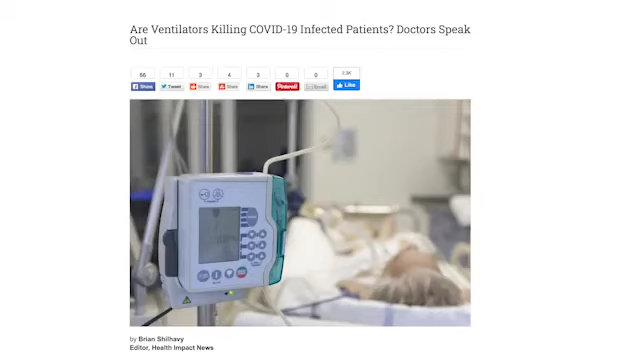 Are Ventilators Killing COVID-19 Infected Patients? Doctors Speak
Out
66 11 3 4 3 0 0
Share Tweet Share Share Share Pinterest Email Like
by Brian Shilhavy
Editor, Health Impact News